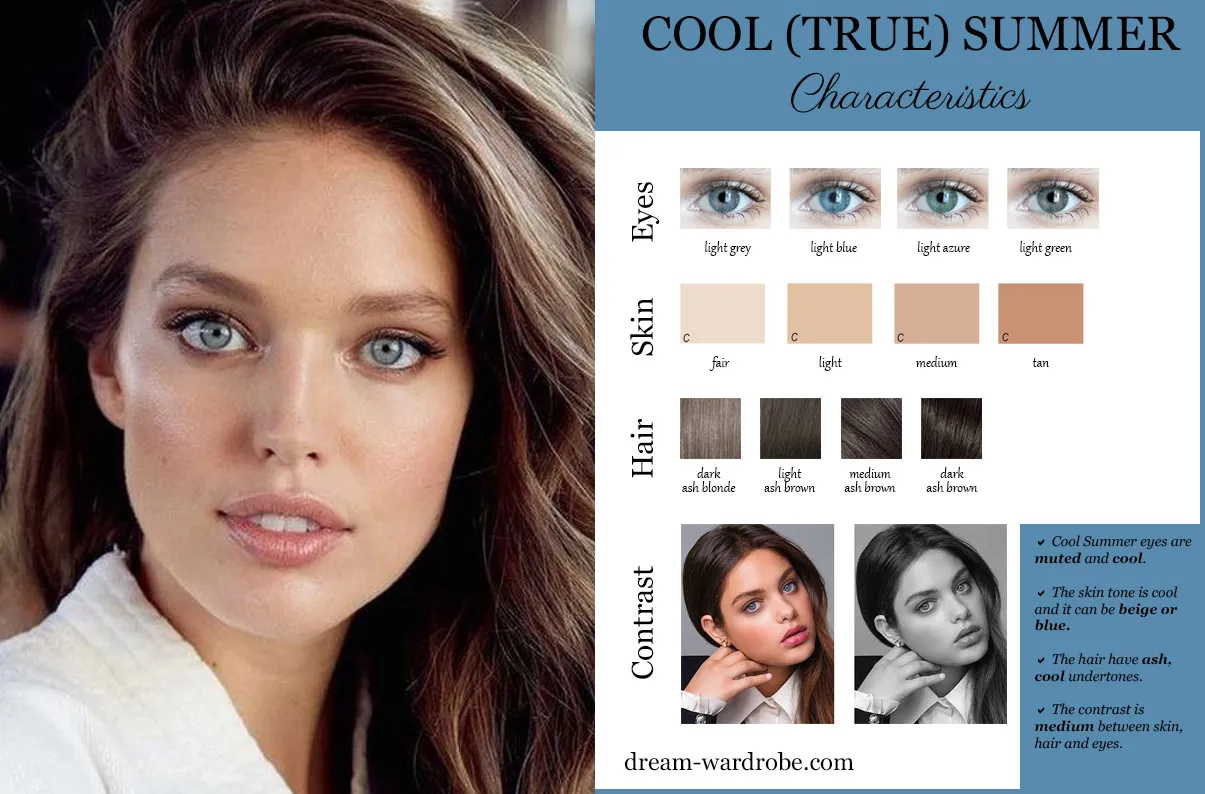 COOL (TRUE) SUMMER
Characteristics
Eyes
light grey
light blue
light azure
light green
Skin
C
C
C
C
fair
light
medium
tan
Hair
dark
ash blonde
light
ash brown
medium
ash brown
dark
ash brown
Contrast
✓ Cool Summer eyes are
muted and cool.
✓ The skin tone is cool
and it can be beige or
blue.
✓ The hair have ash,
cool undertones.
✓ The contrast is
medium between skin,
hair and eyes.
dream-wardrobe.com